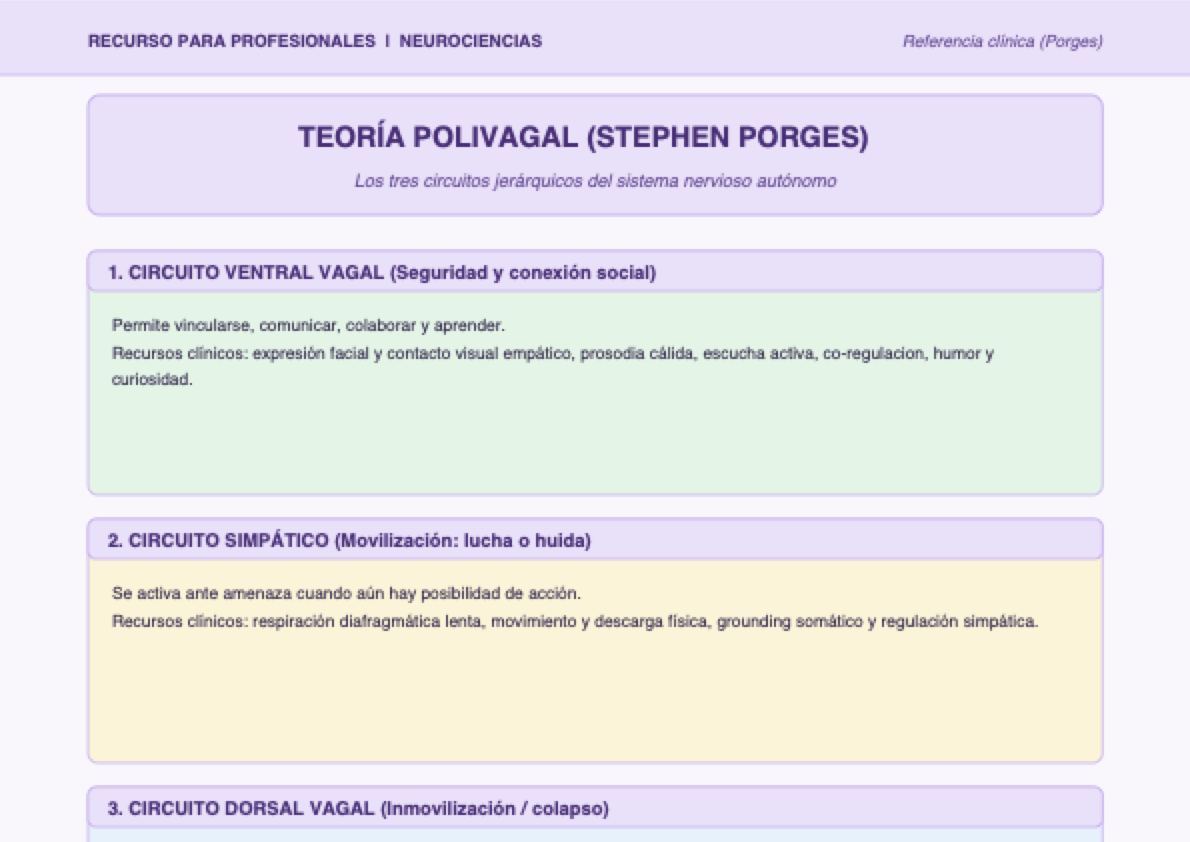 RECURSO PARA PROFESIONALES | NEUROCIENCIAS
Referencia clínica (Porges)
TEORÍA POLIVAGAL (STEPHEN PORGES)
Los tres circuitos jerárquicos del sistema nervioso autónomo
1. CIRCUITO VENTRAL VAGAL (Seguridad y conexión social)
Permite vincularse, comunicar, colaborar y aprender.
Recursos clínicos: expresión facial y contacto visual empático, prosodia cálida, escucha activa, co-regulacion, humor y
curiosidad.
2. CIRCUITO SIMPÁTICO (Movilización: lucha o huida)
Se activa ante amenaza cuando aún hay posibilidad de acción.
Recursos clínicos: respiración diafragmática lenta, movimiento y descarga física, grounding somático y regulación simpática.
3. CIRCUITO DORSAL VAGAL (Inmovilización / colapso)